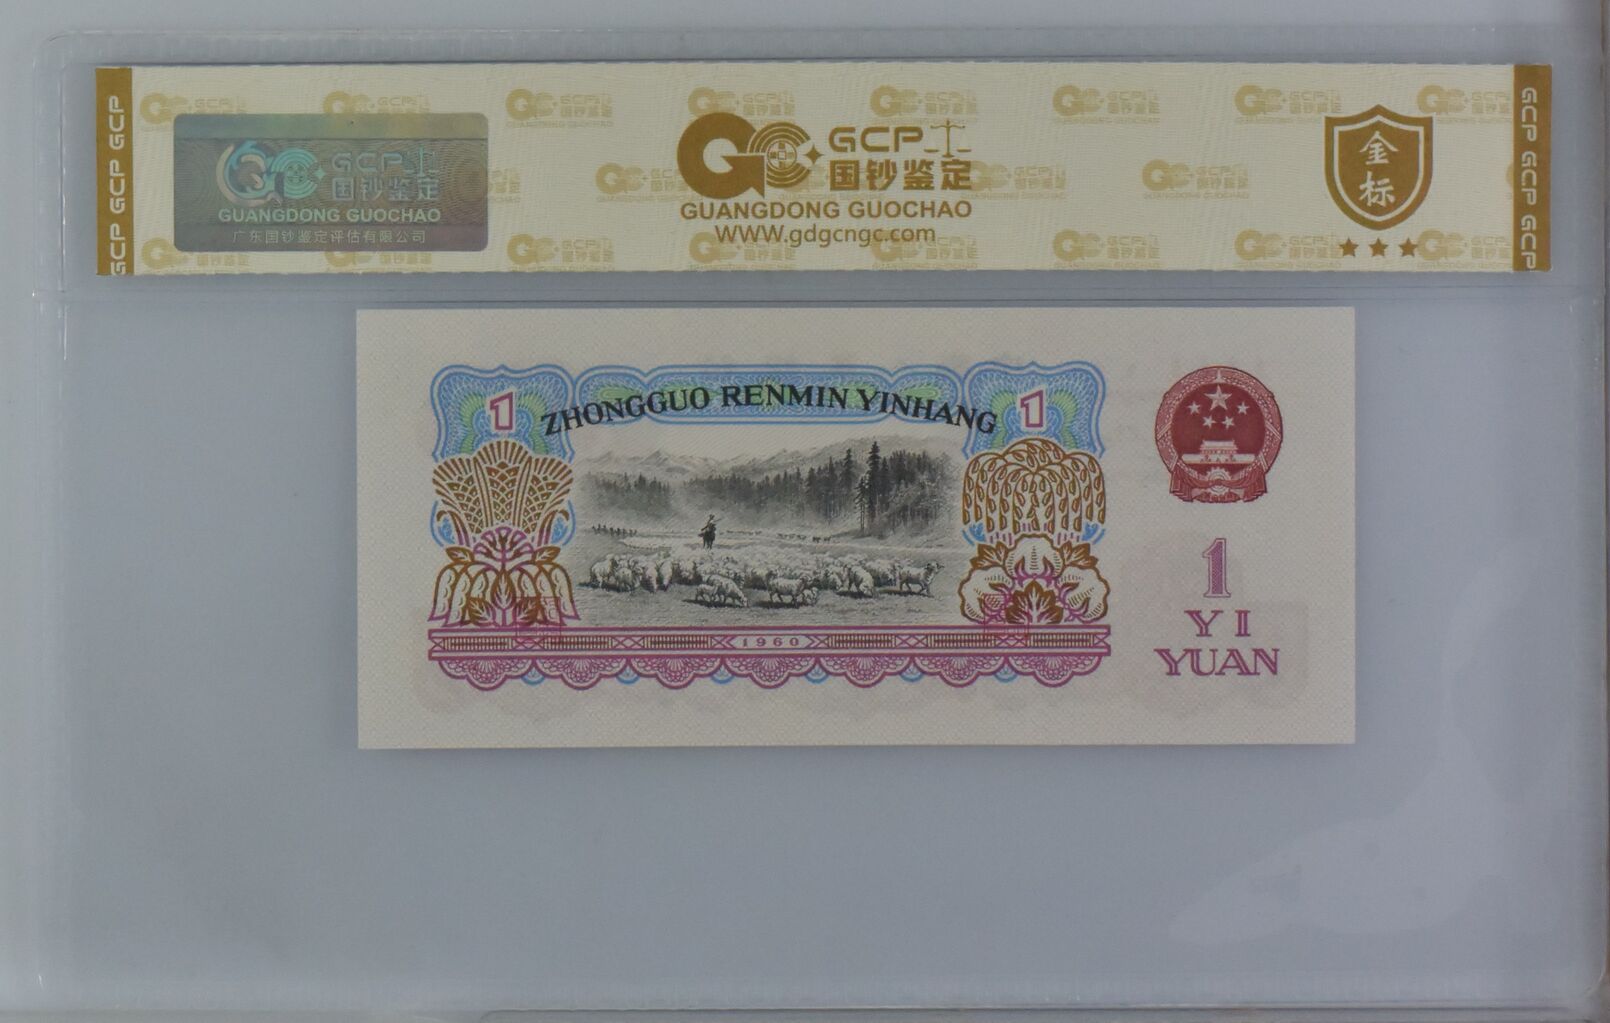 GCP
国钞鉴定
GUANGDONG GUOCHAO
广东国钞鉴定评估有限公司
GCP
国钞鉴定
GUANGDONG GUOCHAO
WWW.gdgcngc.com
金标
GCP GCP GCP
GCP GCP GCP
ZHONGGUO RENMIN YINHANG
1
1
1960
1
YI
YUAN